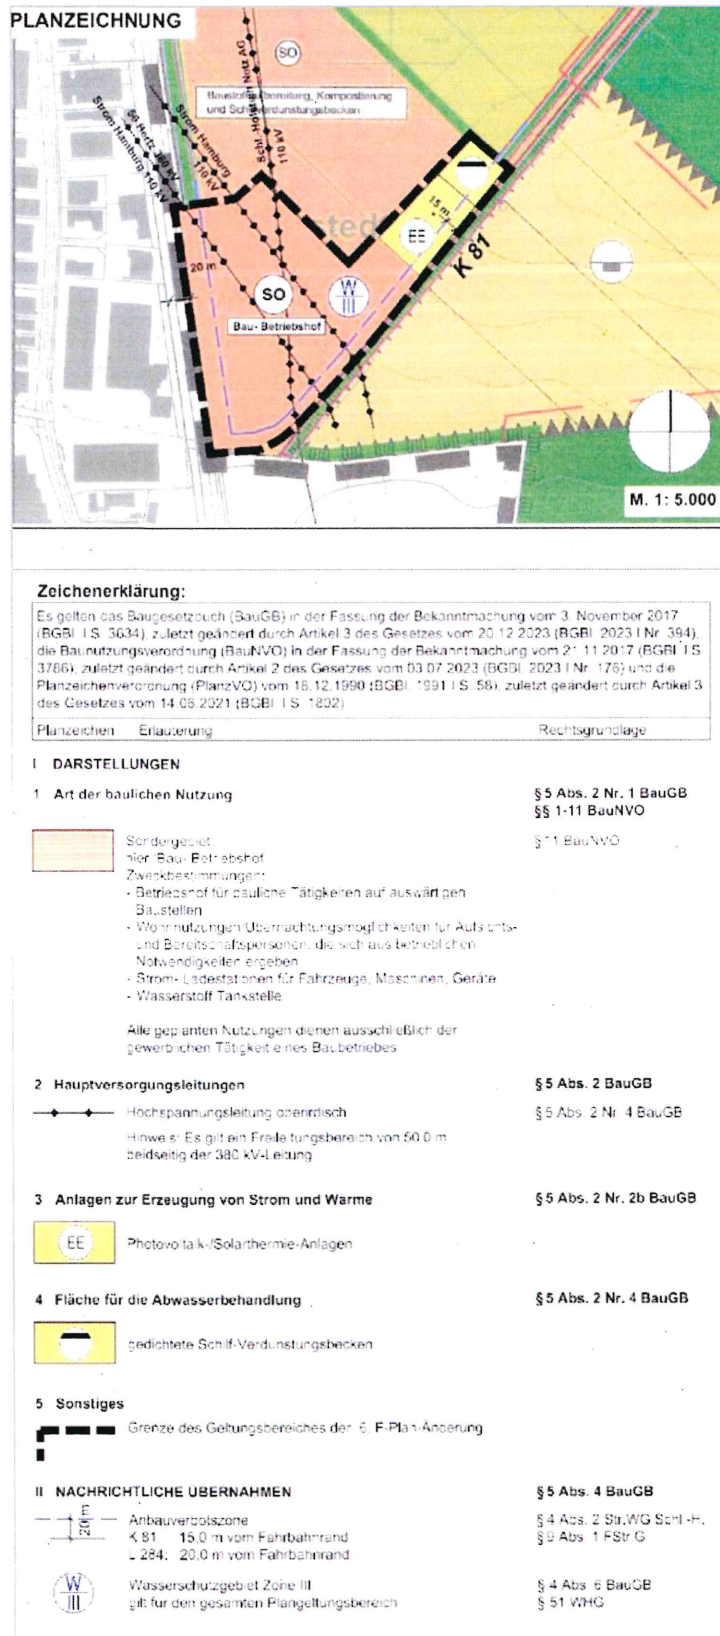 PLANZEICHNUNG
SO
Baustoffaufbereitung, Kompostierung
und Schilfverdunstungsbecken
Schl.-Holstein Netz AG
110 kV
Strom Hamburg
110 kV
50 Hertz 380 kV
Strom Hamburg 110 kV
15 m
EE
K 81
20 m
SO
W
III
Bau- Betriebshof
M. 1: 5.000
Zeichenerklärung:
Es gelten das Baugesetzbuch (BauGB) in der Fassung der Bekanntmachung vom 3. November 2017
(BGBl. I S. 3634), zuletzt geändert durch Artikel 3 des Gesetzes vom 20.12.2023 (BGBl. 2023 I Nr. 394),
die Baunutzungsverordnung (BauNVO) in der Fassung der Bekanntmachung vom 21.11.2017 (BGBl. I S.
3786), zuletzt geändert durch Artikel 2 des Gesetzes vom 03.07.2023 (BGBl. 2023 I Nr. 176) und die
Planzeichenverordnung (PlanzVO) vom 18.12.1990 (BGBl. 1991 I S. 58), zuletzt geändert durch Artikel 3
des Gesetzes vom 14.06.2021 (BGBl. I S. 1802)
Planzeichen Erläuterung Rechtsgrundlage
I DARSTELLUNGEN
1 Art der baulichen Nutzung § 5 Abs. 2 Nr. 1 BauGB
§§ 1-11 BauNVO
Sondergebiet § 11 BauNVO
hier: Bau- Betriebshof
Zweckbestimmungen:
- Betriebshof für bauliche Tätigkeiten auf auswärtigen
Baustellen
- Wohnnutzungen/Übernachtungsmöglichkeiten für Aufsichts-
und Bereitschaftspersonen, die sich aus betrieblichen
Notwendigkeiten ergeben
- Strom- Ladestationen für Fahrzeuge, Maschinen, Geräte
- Wasserstoff Tankstelle
Alle geplanten Nutzungen dienen ausschließlich der
gewerblichen Tätigkeit eines Baubetriebes
2 Hauptversorgungsleitungen § 5 Abs. 2 BauGB
Hochspannungsleitung oberirdisch § 5 Abs. 2 Nr. 4 BauGB
Hinweis: Es gilt ein Freileitungsbereich von 50,0 m
beidseitig der 380 kV-Leitung
3 Anlagen zur Erzeugung von Strom und Wärme § 5 Abs. 2 Nr. 2b BauGB
EE Photovoltaik-/Solarthermie-Anlagen
4 Fläche für die Abwasserbehandlung § 5 Abs. 2 Nr. 4 BauGB
gedichtete Schilf-Verdunstungsbecken
5 Sonstiges
Grenze des Geltungsbereiches der 6. F-Plan-Änderung
II NACHRICHTLICHE ÜBERNAHMEN § 5 Abs. 4 BauGB
20 m Anbauverbotszone § 4 Abs. 2 Str.WG Schl.-H.
K 81 15,0 m vom Fahrbahnrand § 9 Abs. 1 FStrG
L 284: 20,0 m vom Fahrbahnrand
W Wasserschutzgebiet Zone III § 4 Abs. 6 BauGB
III gilt für den gesamten Plangeltungsbereich § 51 WHG